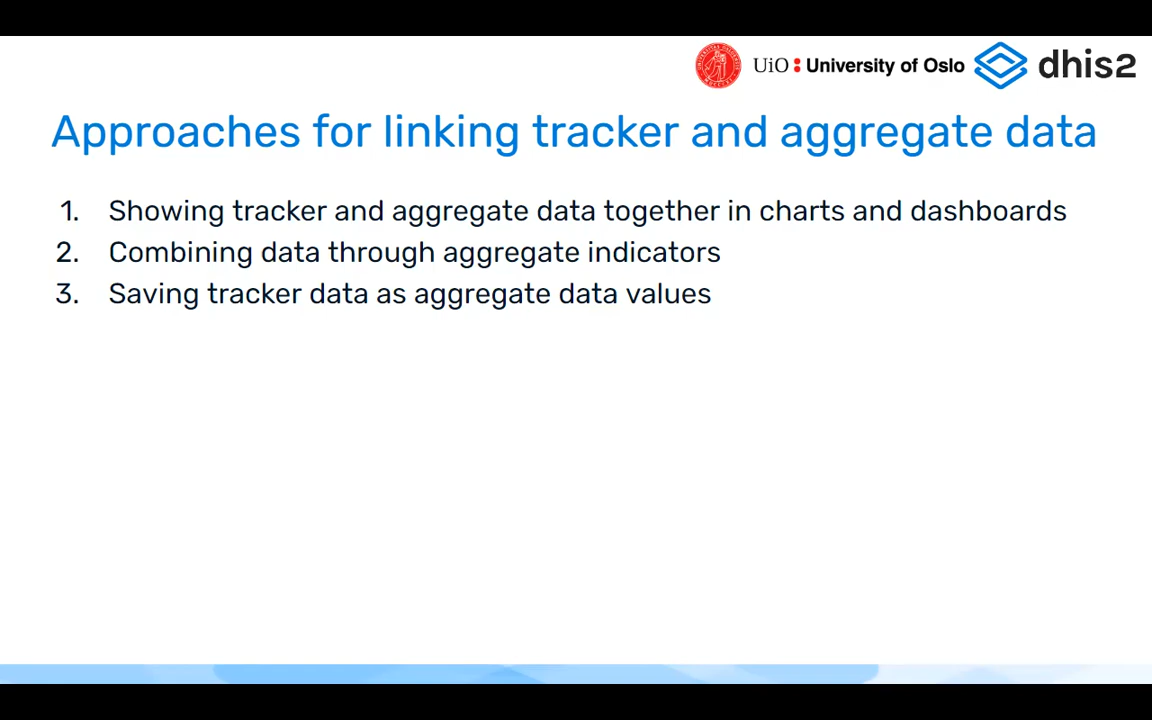 UiO : University of Oslo dhis2
Approaches for linking tracker and aggregate data
1. Showing tracker and aggregate data together in charts and dashboards
2. Combining data through aggregate indicators
3. Saving tracker data as aggregate data values